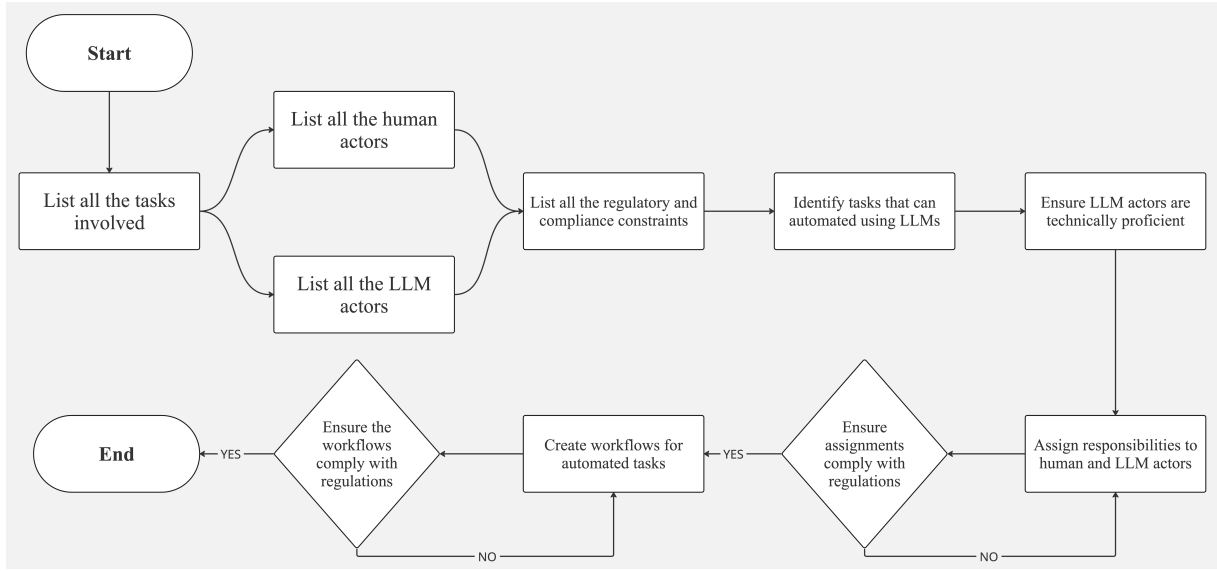 Start
List all the human
actors
List all the tasks
involved
List all the LLM
actors
List all the regulatory and
compliance constraints
Identify tasks that can
automated using LLMs
Ensure LLM actors are
technically proficient
Assign responsibilities to
human and LLM actors
Ensure
assignments
comply with
regulations
NO
YES
Create workflows for
automated tasks
Ensure the
workflows
comply with
regulations
NO
YES
End